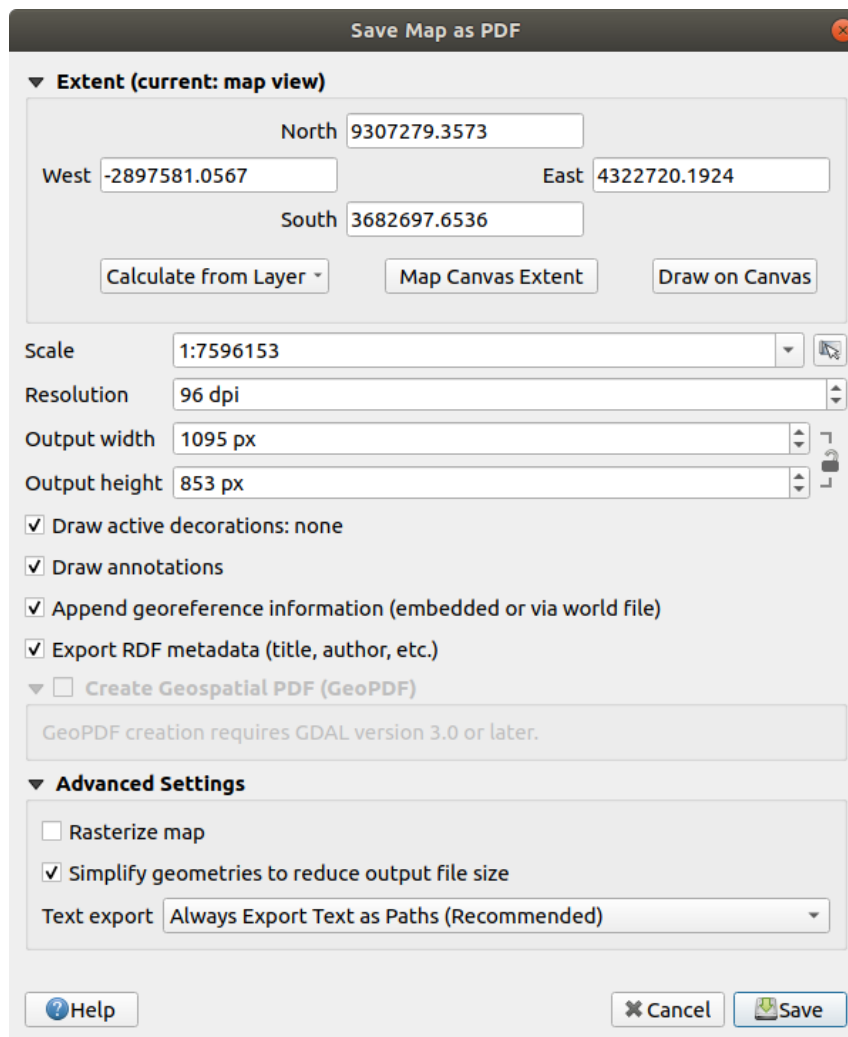 Save Map as PDF
Extent (current: map view)
North 9307279.3573
West -2897581.0567 East 4322720.1924
South 3682697.6536
Calculate from Layer Map Canvas Extent Draw on Canvas
Scale 1:7596153
Resolution 96 dpi
Output width 1095 px
Output height 853 px
Draw active decorations: none
Draw annotations
Append georeference information (embedded or via world file)
Export RDF metadata (title, author, etc.)
Create Geospatial PDF (GeoPDF)
GeoPDF creation requires GDAL version 3.0 or later.
Advanced Settings
Rasterize map
Simplify geometries to reduce output file size
Text export Always Export Text as Paths (Recommended)
Help Cancel Save